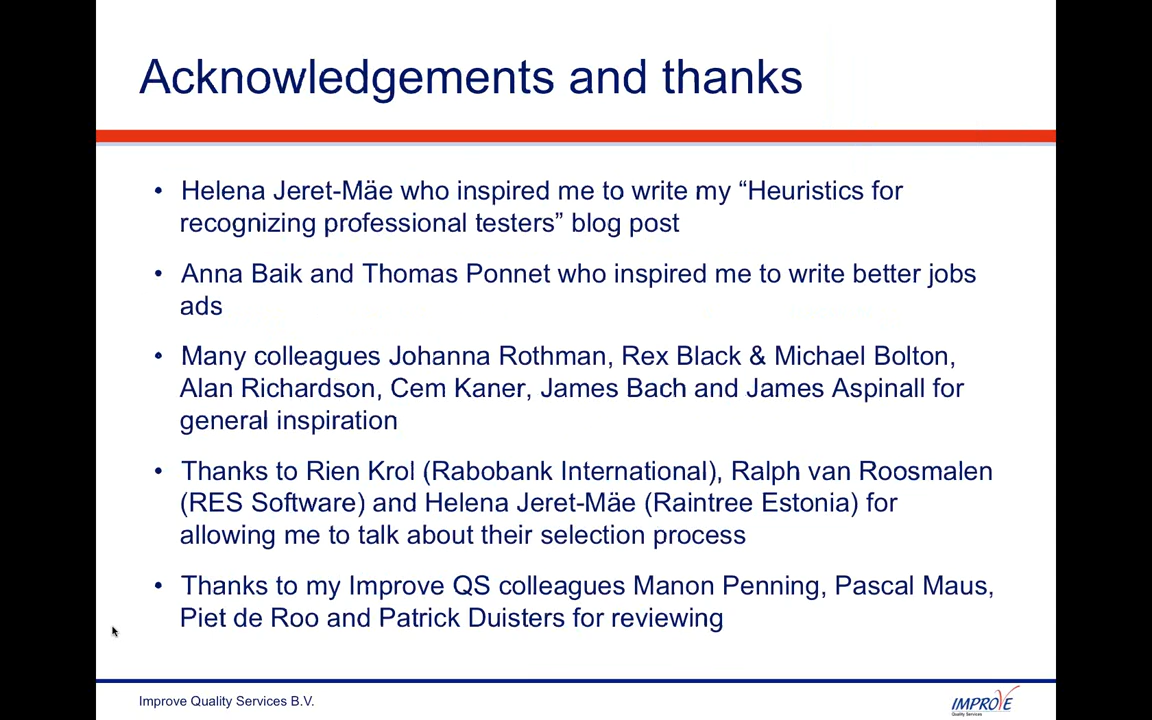 Acknowledgements and thanks
• Helena Jeret-Mäe who inspired me to write my “Heuristics for
recognizing professional testers” blog post
• Anna Baik and Thomas Ponnet who inspired me to write better jobs
ads
• Many colleagues Johanna Rothman, Rex Black & Michael Bolton,
Alan Richardson, Cem Kaner, James Bach and James Aspinall for
general inspiration
• Thanks to Rien Krol (Rabobank International), Ralph van Roosmalen
(RES Software) and Helena Jeret-Mäe (Raintree Estonia) for
allowing me to talk about their selection process
• Thanks to my Improve QS colleagues Manon Penning, Pascal Maus,
Piet de Roo and Patrick Duisters for reviewing
Improve Quality Services B.V.
IMPROVE
Quality Services